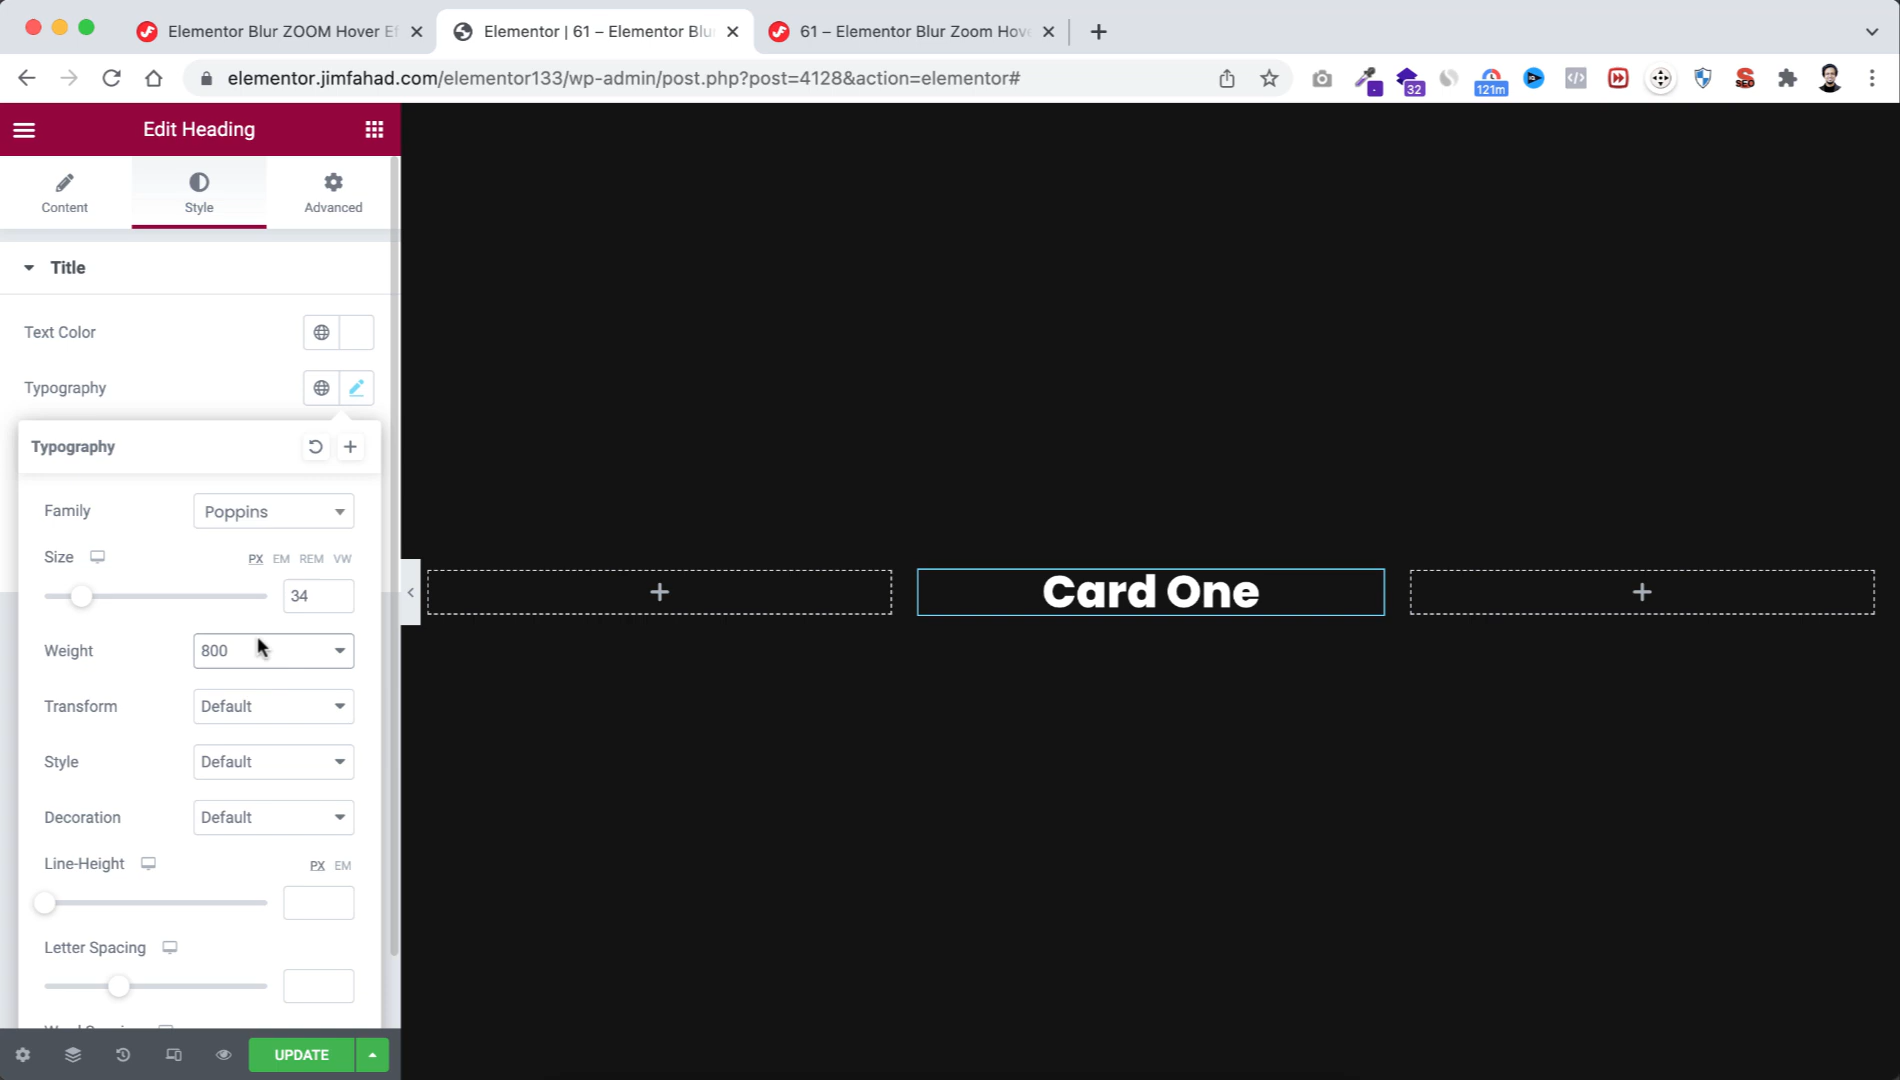 Elementor Blur ZOOM Hover Ef
Elementor | 61 – Elementor Blu
61 – Elementor Blur Zoom Hov
elementor.jimfahad.com/elementor133/wp-admin/post.php?post=4128&action=elementor#
32
121m
SEO
Edit Heading
Content
Style
Advanced
Title
Text Color
Typography
Typography
Family
Poppins
Size
PX EM REM VW
34
Weight
800
Transform
Default
Style
Default
Decoration
Default
Line-Height
PX EM
Letter Spacing
UPDATE
Card One